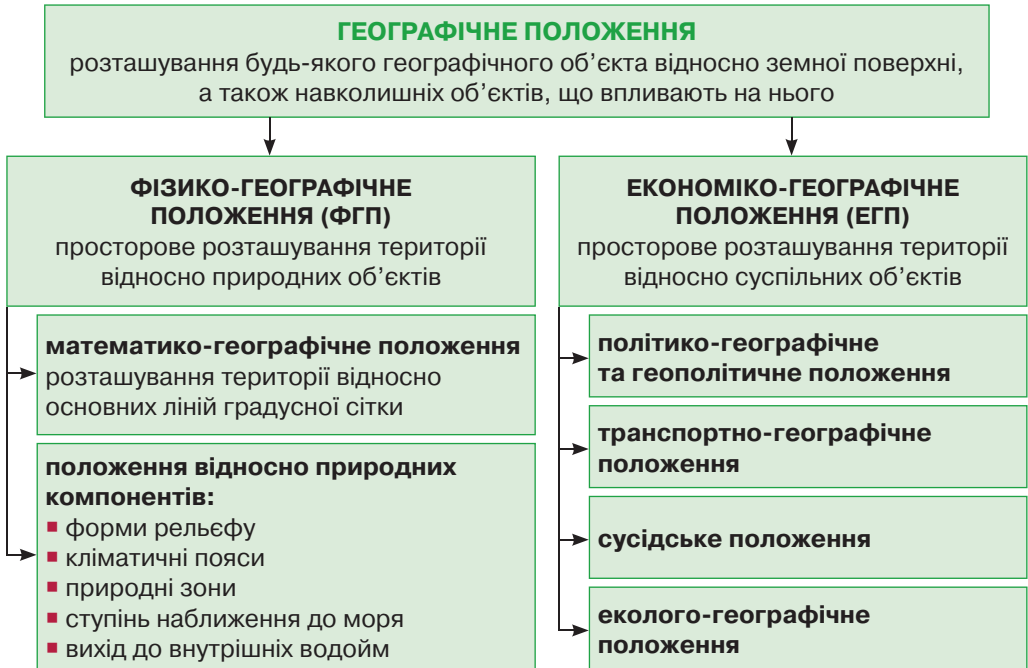 ГЕОГРАФІЧНЕ ПОЛОЖЕННЯ
розташування будь-якого географічного об’єкта відносно земної поверхні,
а також навколишніх об’єктів, що впливають на нього
ФІЗИКО-ГЕОГРАФІЧНЕ
ПОЛОЖЕННЯ (ФГП)
просторове розташування території
відносно природних об’єктів
математико-географічне положення
розташування території відносно
основних ліній градусної сітки
положення відносно природних
компонентів:
▪ форми рельєфу
▪ кліматичні пояси
▪ природні зони
▪ ступінь наближення до моря
▪ вихід до внутрішніх водойм
ЕКОНОМІКО-ГЕОГРАФІЧНЕ
ПОЛОЖЕННЯ (ЕГП)
просторове розташування території
відносно суспільних об’єктів
політико-географічне
та геополітичне положення
транспортно-географічне
положення
сусідське положення
еколого-географічне
положення